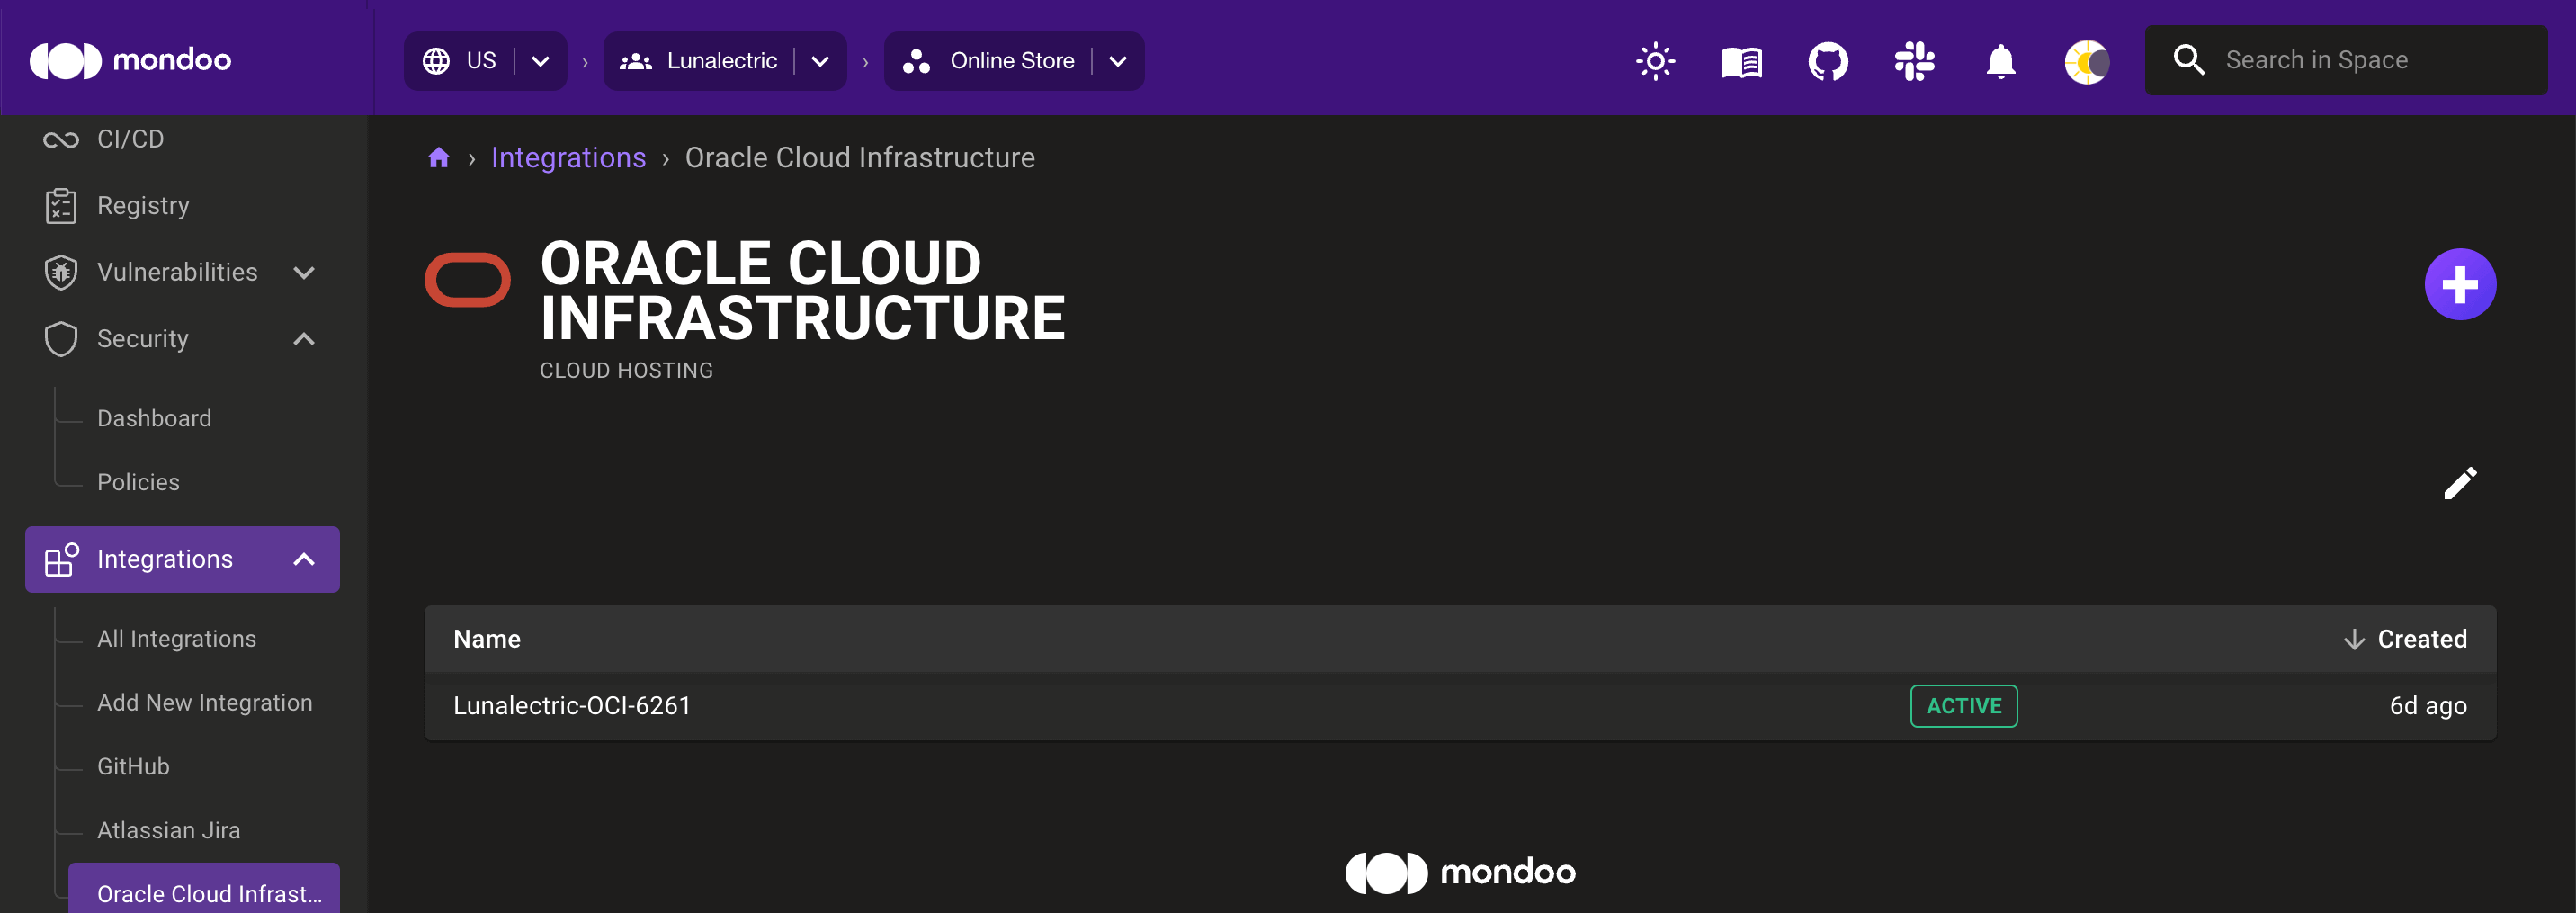 mondoo
US
Lunalectric
Online Store
Search in Space
CI/CD
Registry
Vulnerabilities
Security
Dashboard
Policies
Integrations
All Integrations
Add New Integration
GitHub
Atlassian Jira
Oracle Cloud Infrast...
Integrations › Oracle Cloud Infrastructure
ORACLE CLOUD
INFRASTRUCTURE
CLOUD HOSTING
Name Created
Lunalectric-OCI-6261 ACTIVE 6d ago
mondoo